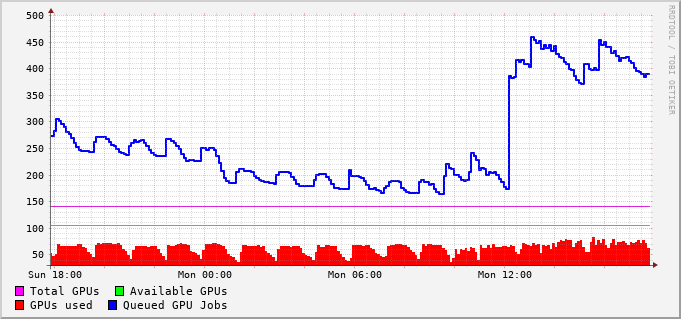 500
450
400
350
300
250
200
150
100
50
Sun 18:00 Mon 00:00 Mon 06:00 Mon 12:00
Total GPUs Available GPUs
GPUs used Queued GPU Jobs
RRDTOOL / TOBI OETIKER